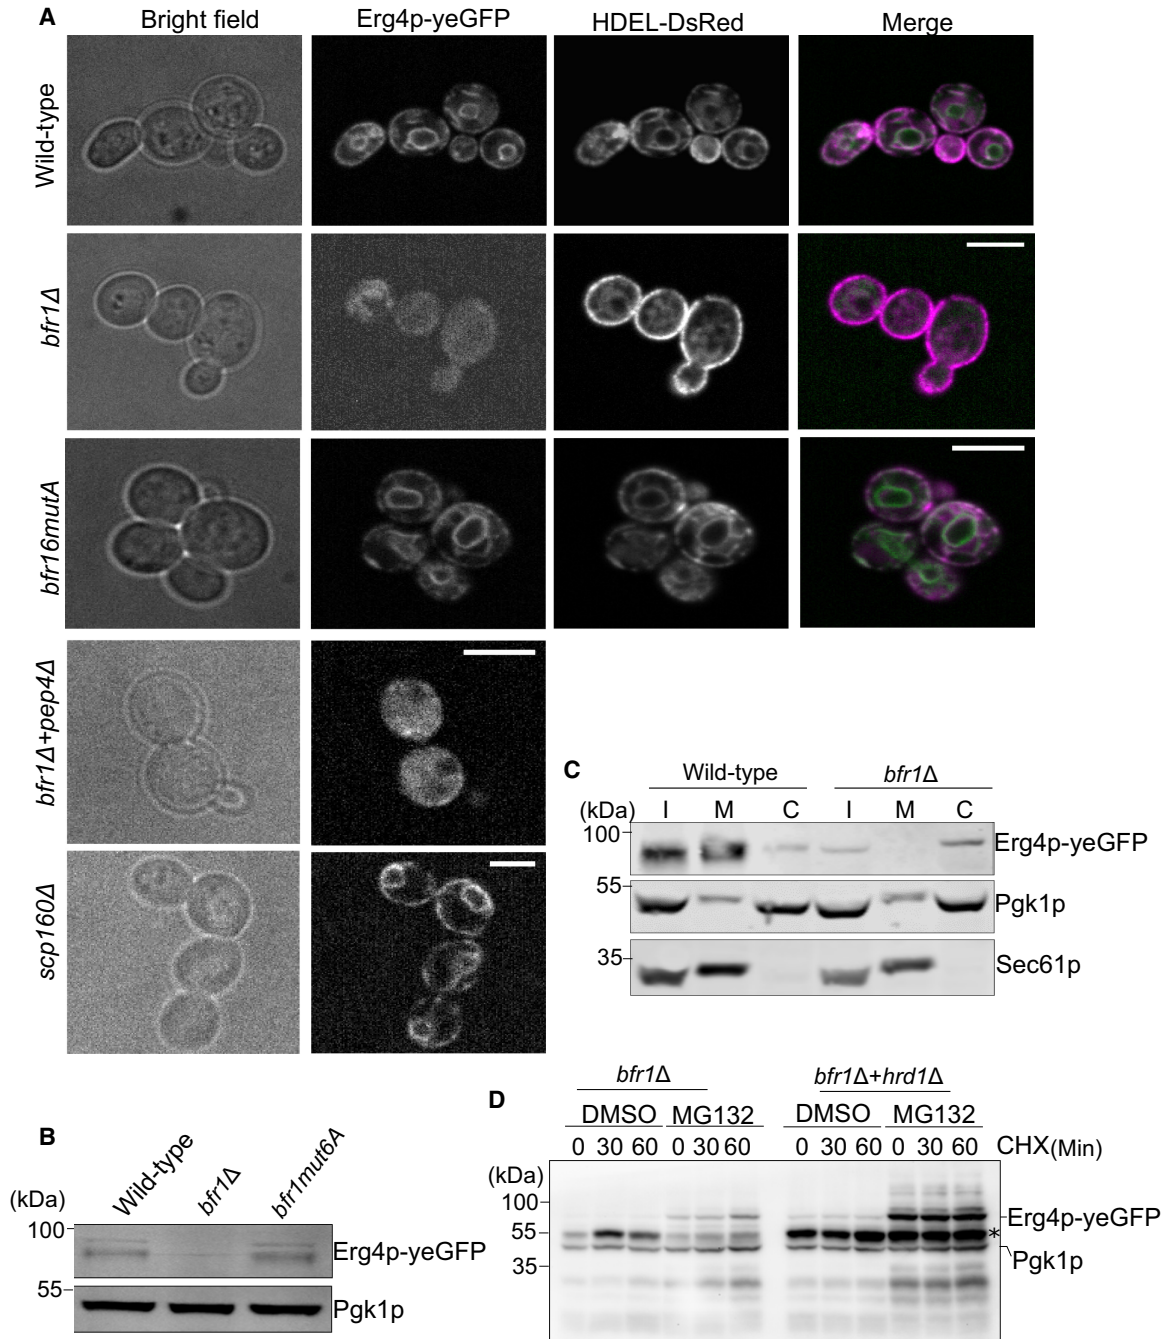 A
Bright field
Erg4p-yeGFP
HDEL-DsRed
Merge
Wild-type
bfr1Δ
bfr16mutA
bfr1Δ+pep4Δ
scp160Δ
C
Wild-type
bfr1Δ
(kDa)
I M C I M C
100
Erg4p-yeGFP
55
Pgk1p
35
Sec61p
B
Wild-type
bfr1Δ
bfr1mut6A
(kDa)
100
Erg4p-yeGFP
55
Pgk1p
D
bfr1Δ
bfr1Δ+hrd1Δ
DMSO MG132 DMSO MG132
0 30 60 0 30 60 0 30 60 0 30 60 CHX(Min)
(kDa)
100
Erg4p-yeGFP
55
*
Pgk1p
35